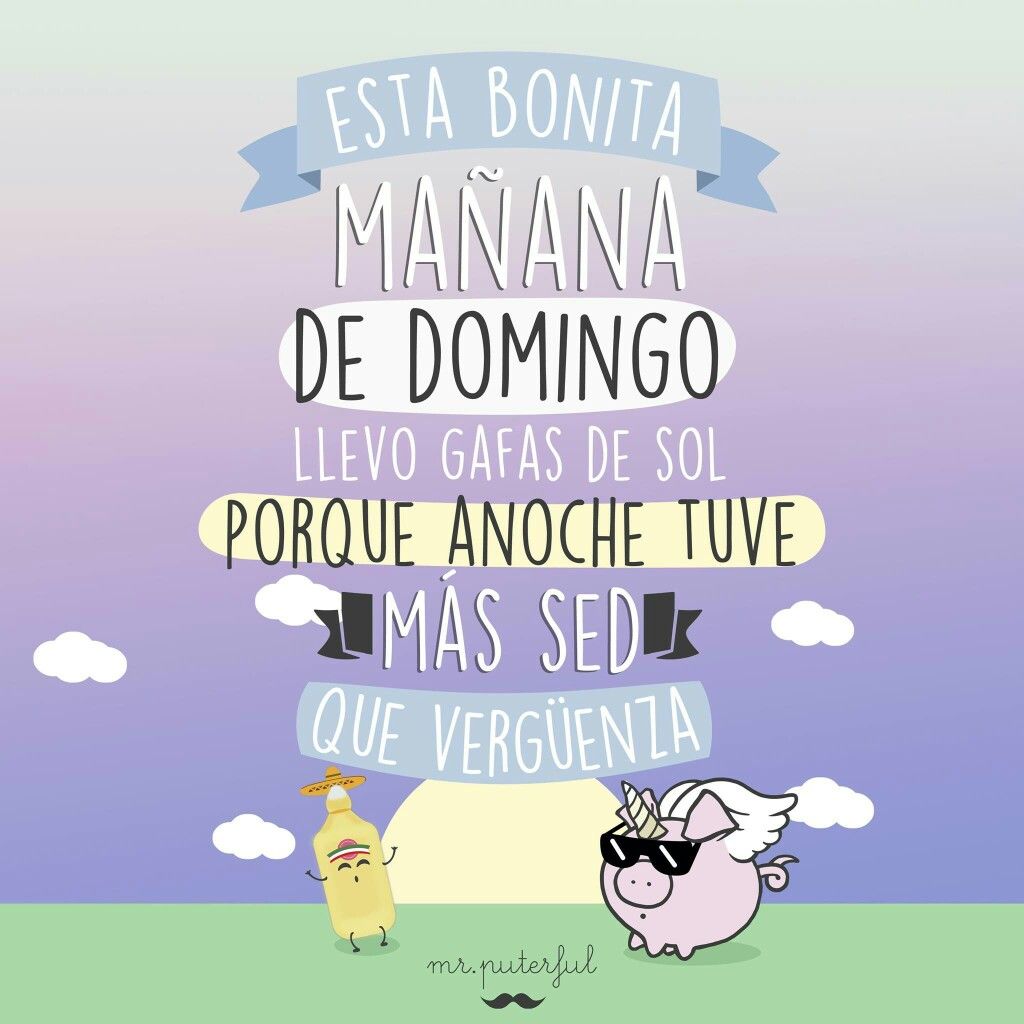 ESTA BONITA
MAÑANA
DE DOMINGO
LLEVO GAFAS DE SOL
PORQUE ANOCHE TUVE
MÁS SED
QUE VERGÜENZA
mr.puterful